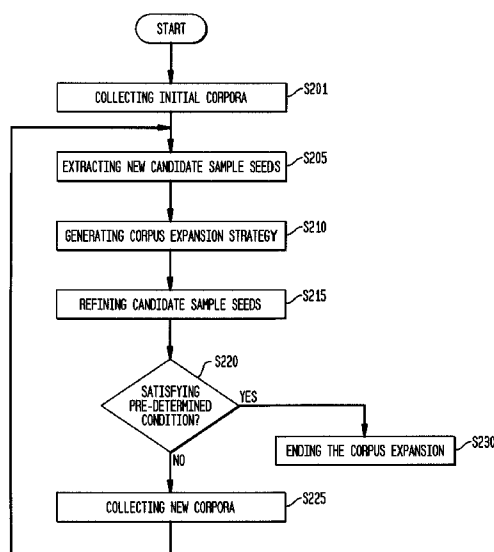 START
COLLECTING INITIAL CORPORA
S201
EXTRACTING NEW CANDIDATE SAMPLE SEEDS
S205
GENERATING CORPUS EXPANSION STRATEGY
S210
REFINING CANDIDATE SAMPLE SEEDS
S215
S220
SATISFYING
PRE-DETERMINED
CONDITION?
YES
ENDING THE CORPUS EXPANSION
S230
NO
COLLECTING NEW CORPORA
S225